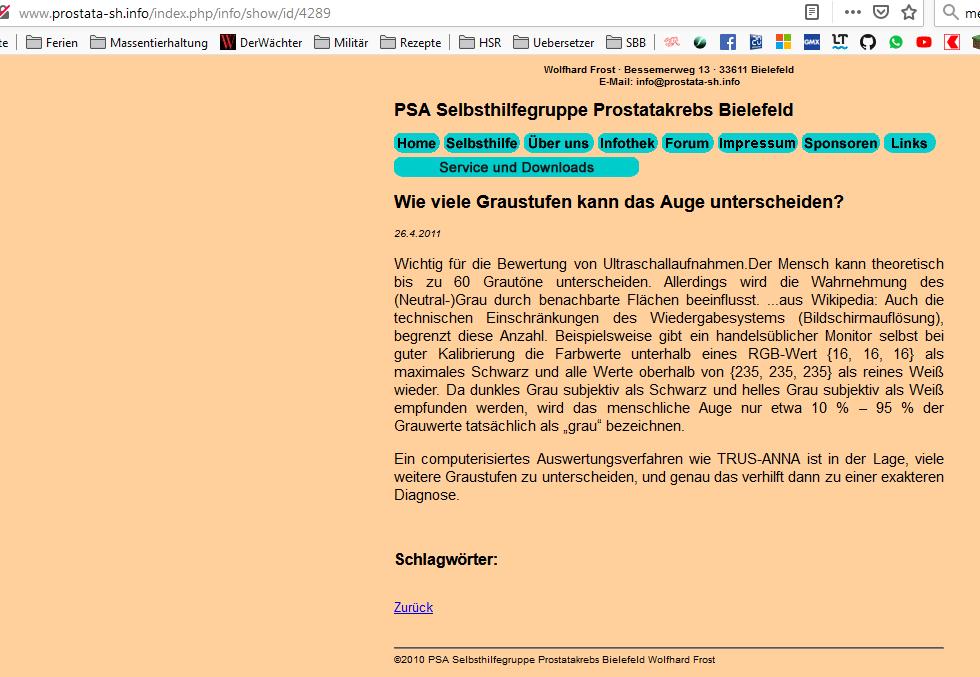 www.prostata-sh.info/index.php/info/show/id/4289
Ferien Massentierhaltung DerWächter Militär Rezepte HSR Uebersetzer SBB GMX LT
Wolfhard Frost · Bessemerweg 13 · 33611 Bielefeld
E-Mail: info@prostata-sh.info
PSA Selbsthilfegruppe Prostatakrebs Bielefeld
Home Selbsthilfe Über uns Infothek Forum Impressum Sponsoren Links
Service und Downloads
Wie viele Graustufen kann das Auge unterscheiden?
26.4.2011
Wichtig für die Bewertung von Ultraschallaufnahmen.Der Mensch kann theoretisch
bis zu 60 Grautöne unterscheiden. Allerdings wird die Wahrnehmung des
(Neutral-)Grau durch benachbarte Flächen beeinflusst. ...aus Wikipedia: Auch die
technischen Einschränkungen des Wiedergabesystems (Bildschirmauflösung),
begrenzt diese Anzahl. Beispielsweise gibt ein handelsüblicher Monitor selbst bei
guter Kalibrierung die Farbwerte unterhalb eines RGB-Wert {16, 16, 16} als
maximales Schwarz und alle Werte oberhalb von {235, 235, 235} als reines Weiß
wieder. Da dunkles Grau subjektiv als Schwarz und helles Grau subjektiv als Weiß
empfunden werden, wird das menschliche Auge nur etwa 10 % – 95 % der
Grauwerte tatsächlich als „grau“ bezeichnen.
Ein computerisiertes Auswertungsverfahren wie TRUS-ANNA ist in der Lage, viele
weitere Graustufen zu unterscheiden, und genau das verhilft dann zu einer exakteren
Diagnose.
Schlagwörter:
Zurück
©2010 PSA Selbsthilfegruppe Prostatakrebs Bielefeld Wolfhard Frost